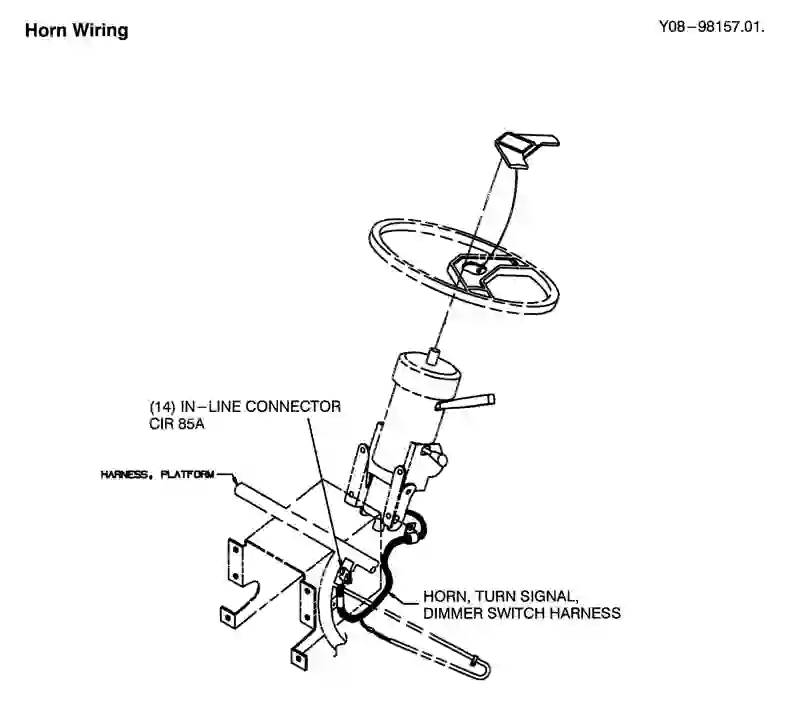 Horn Wiring
Y08-98157.01.
(14) IN-LINE CONNECTOR
CIR 85A
HARNESS, PLATFORM
HORN, TURN SIGNAL,
DIMMER SWITCH HARNESS